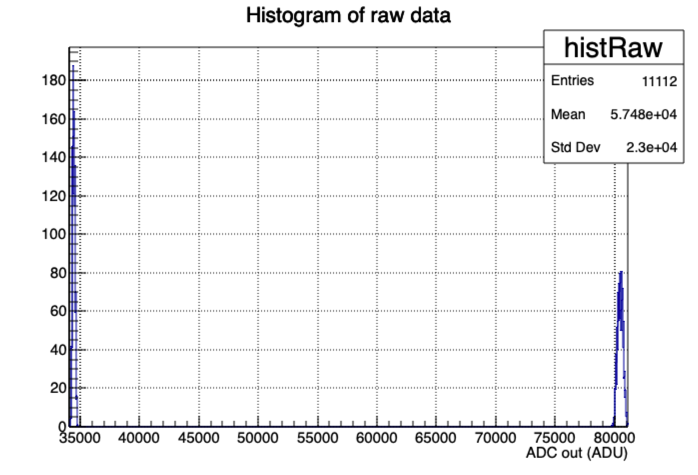 Histogram of raw data
histRaw
Entries 11112
Mean 5.748e+04
Std Dev 2.3e+04
180
160
140
120
100
80
60
40
20
0
35000 40000 45000 50000 55000 60000 65000 70000 75000 80000
ADC out (ADU)